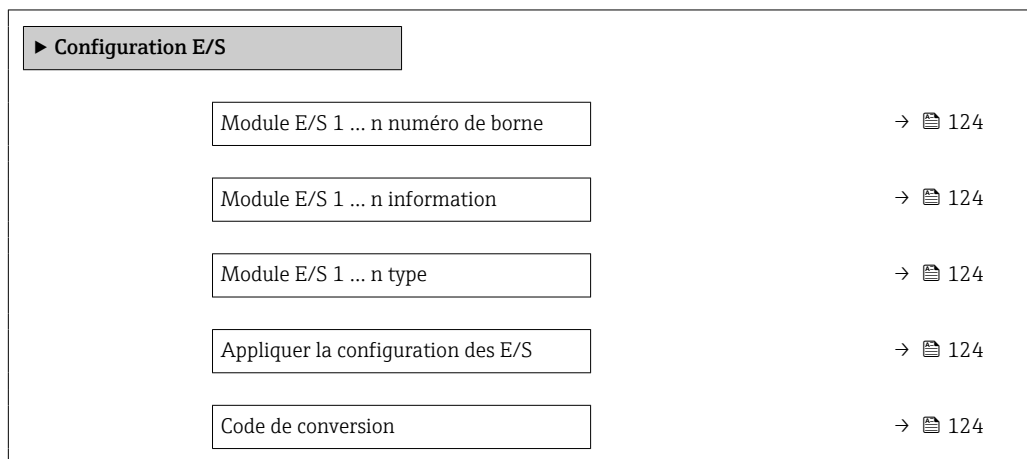 ▶ Configuration E/S
Module E/S 1 … n numéro de borne → 124
Module E/S 1 … n information → 124
Module E/S 1 … n type → 124
Appliquer la configuration des E/S → 124
Code de conversion → 124